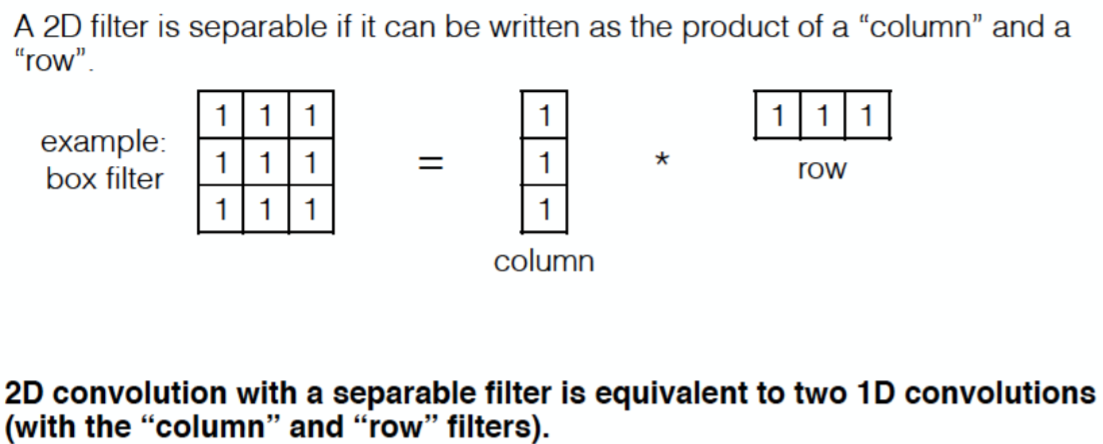 A 2D filter is separable if it can be written as the product of a “column” and a
“row”.
example:
box filter
1 1 1
1 1 1
1 1 1
=
1
1
1
column
*
1 1 1
row
2D convolution with a separable filter is equivalent to two 1D convolutions
(with the “column” and “row” filters).